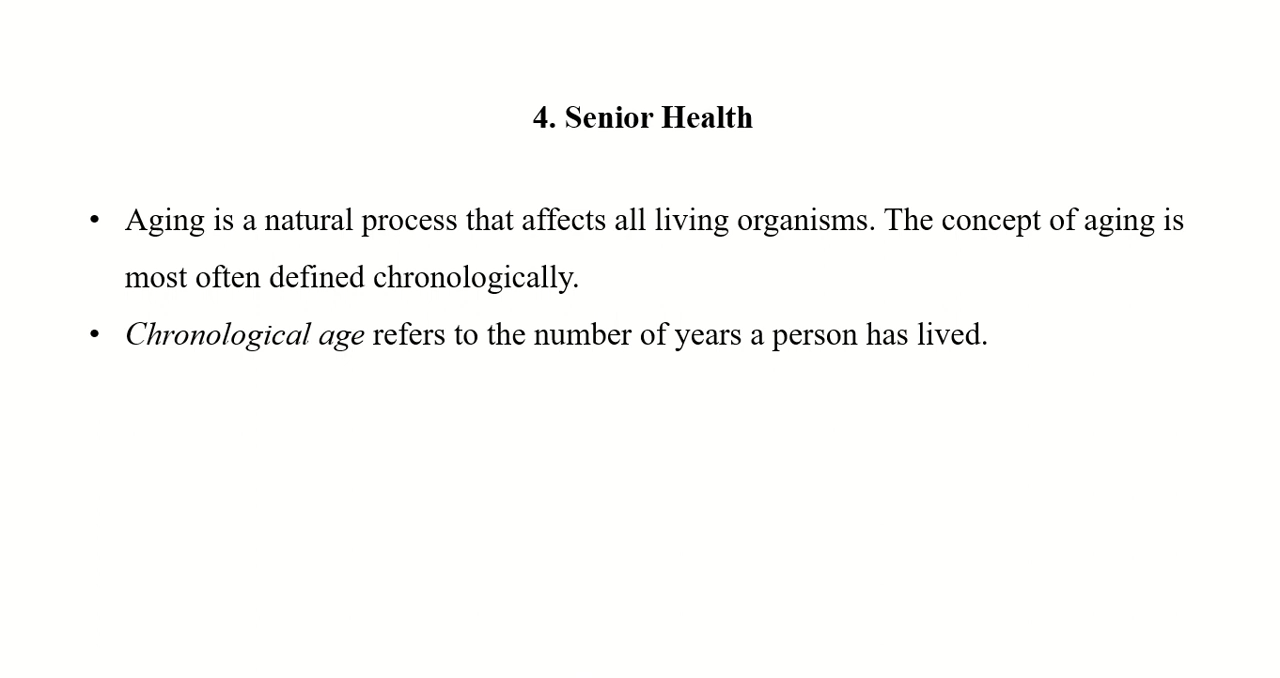 4. Senior Health
• Aging is a natural process that affects all living organisms. The concept of aging is
most often defined chronologically.
• Chronological age refers to the number of years a person has lived.